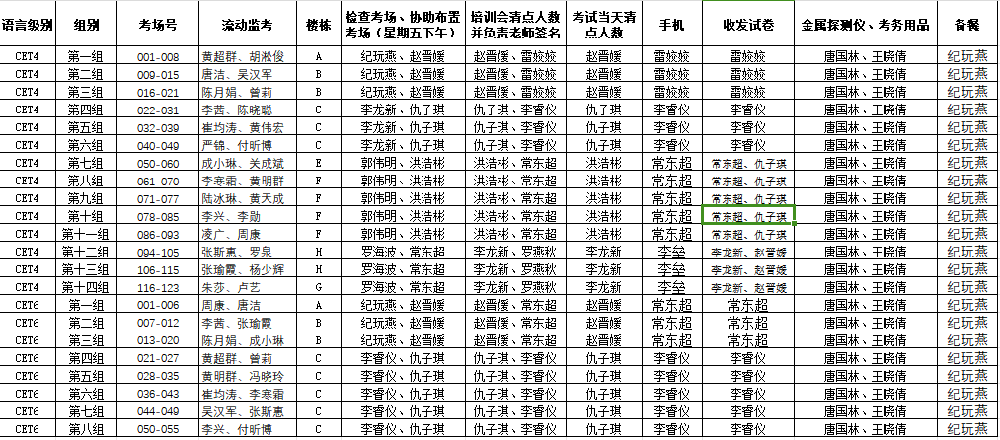 语言级别 组别 考场号 流动监考 楼栋 检查考场、协助布置考场（星期五下午） 培训会清点人数并负责老师签名 考试当天清点人数 手机 收发试卷 金属探测仪、考务用品 备餐
CET4 第一组 001-008 黄超群、胡淞俊 A 纪玩燕、赵晋媛 赵晋媛、雷姣姣 赵晋媛 雷姣姣 雷姣姣 唐国林、王晓倩 纪玩燕
CET4 第二组 009-015 唐洁、吴汉军 B 纪玩燕、赵晋媛 赵晋媛、雷姣姣 赵晋媛 雷姣姣 雷姣姣 唐国林、王晓倩 纪玩燕
CET4 第三组 016-021 陈月娟、曾莉 B 纪玩燕、赵晋媛 赵晋媛、雷姣姣 赵晋媛 雷姣姣 雷姣姣 唐国林、王晓倩 纪玩燕
CET4 第四组 022-031 李茜、陈晓聪 C 李龙新、仇子琪 仇子琪、李睿仪 仇子琪 李睿仪 李睿仪 唐国林、王晓倩 纪玩燕
CET4 第五组 032-039 崔均涛、黄伟宏 C 李龙新、仇子琪 仇子琪、李睿仪 仇子琪 李睿仪 李睿仪 唐国林、王晓倩 纪玩燕
CET4 第六组 040-049 严锦、付昕博 C 李龙新、仇子琪 仇子琪、李睿仪 仇子琪 李睿仪 李睿仪 唐国林、王晓倩 纪玩燕
CET4 第七组 050-060 成小琳、关成斌 E 郭伟明、洪浩彬 洪浩彬、常东超 洪浩彬 常东超 常东超、仇子琪 唐国林、王晓倩 纪玩燕
CET4 第八组 061-070 李寒霜、黄明群 F 郭伟明、洪浩彬 洪浩彬、常东超 洪浩彬 常东超 常东超、仇子琪 唐国林、王晓倩 纪玩燕
CET4 第九组 071-077 陆冰琳、黄天成 F 郭伟明、洪浩彬 洪浩彬、常东超 洪浩彬 常东超 常东超、仇子琪 唐国林、王晓倩 纪玩燕
CET4 第十组 078-085 李兴、李勋 F 郭伟明、洪浩彬 洪浩彬、常东超 洪浩彬 常东超 常东超、仇子琪 唐国林、王晓倩 纪玩燕
CET4 第十一组 086-093 凌广、周康 F 郭伟明、洪浩彬 洪浩彬、常东超 洪浩彬 常东超 常东超、仇子琪 唐国林、王晓倩 纪玩燕
CET4 第十二组 094-105 张斯惠、罗泉 H 罗海波、常东超 李龙新、罗燕秋 李龙新 李垒 李龙新、赵晋媛 唐国林、王晓倩 纪玩燕
CET4 第十三组 106-115 张瑜霞、杨少辉 H 罗海波、常东超 李龙新、罗燕秋 李龙新 李垒 李龙新、赵晋媛 唐国林、王晓倩 纪玩燕
CET4 第十四组 116-123 朱莎、卢艺 G 罗海波、常东超 李龙新、罗燕秋 李龙新 李垒 李龙新、赵晋媛 唐国林、王晓倩 纪玩燕
CET6 第一组 001-006 周康、唐洁 A 纪玩燕、赵晋媛 赵晋媛、常东超 赵晋媛 常东超 常东超 唐国林、王晓倩 纪玩燕
CET6 第二组 007-012 李茜、张瑜霞 B 纪玩燕、赵晋媛 赵晋媛、常东超 赵晋媛 常东超 常东超 唐国林、王晓倩 纪玩燕
CET6 第三组 013-020 陈月娟、成小琳 B 纪玩燕、赵晋媛 赵晋媛、常东超 赵晋媛 常东超 常东超 唐国林、王晓倩 纪玩燕
CET6 第四组 021-027 黄超群、曾莉 C 李睿仪、仇子琪 仇子琪、李睿仪 仇子琪 李睿仪 李睿仪 唐国林、王晓倩 纪玩燕
CET6 第五组 028-035 黄明群、冯晓玲 C 李睿仪、仇子琪 仇子琪、李睿仪 仇子琪 李睿仪 李睿仪 唐国林、王晓倩 纪玩燕
CET6 第六组 036-043 崔均涛、李寒霜 C 李睿仪、仇子琪 仇子琪、李睿仪 仇子琪 李睿仪 李睿仪 唐国林、王晓倩 纪玩燕
CET6 第七组 044-049 吴汉军、张斯惠 C 李睿仪、仇子琪 仇子琪、李睿仪 仇子琪 李睿仪 李睿仪 唐国林、王晓倩 纪玩燕
CET6 第八组 050-055 李兴、付昕博 C 李睿仪、仇子琪 仇子琪、李睿仪 仇子琪 李睿仪 李睿仪 唐国林、王晓倩 纪玩燕